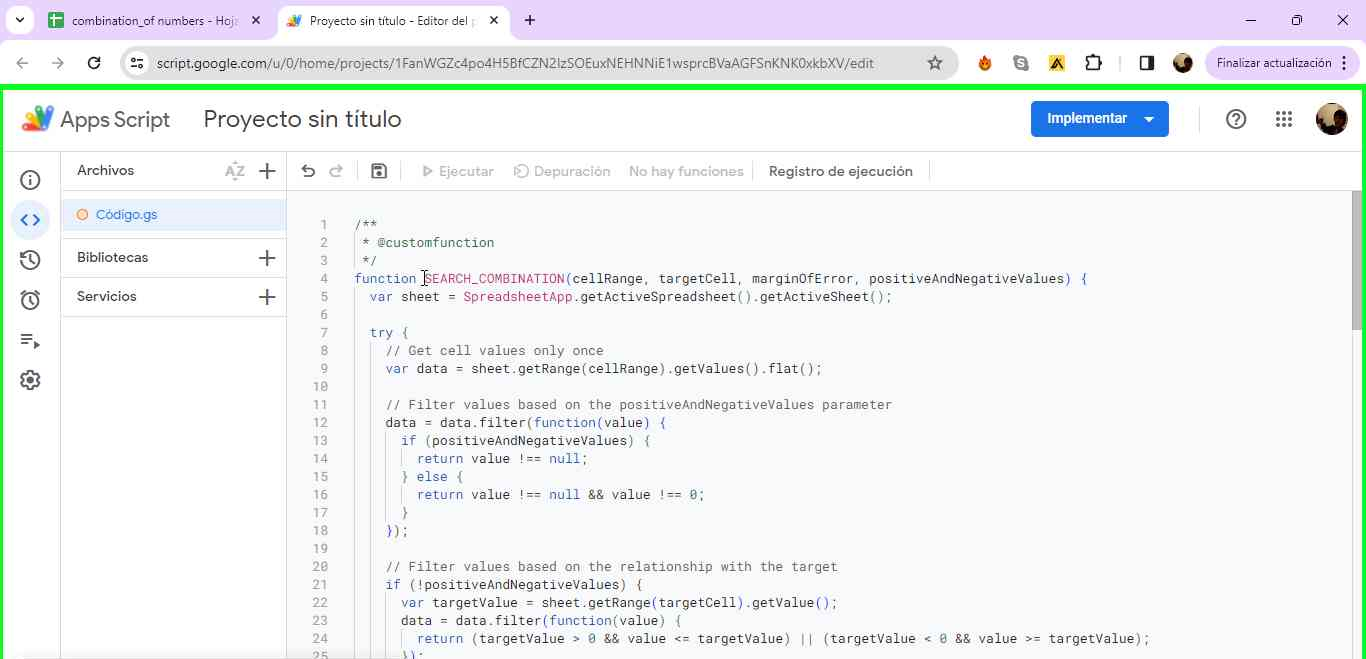 combination_of numbers - Hoja
Proyecto sin título - Editor del p
script.google.com/u/0/home/projects/1FanWGZc4po4H5BfCZN2IzSOEuxNEHNNiE1wsprcBVaAGFSnKNK0xkbXV/edit
Finalizar actualización
Apps Script
Proyecto sin título
Implementar
Archivos
AZ
Ejecutar
Depuración
No hay funciones
Registro de ejecución
Código.gs
Bibliotecas
Servicios
1 /**
2 * @customfunction
3 */
4 function SEARCH_COMBINATION(cellRange, targetCell, marginOfError, positiveAndNegativeValues) {
5 var sheet = SpreadsheetApp.getActiveSpreadsheet().getActiveSheet();
6
7 try {
8 // Get cell values only once
9 var data = sheet.getRange(cellRange).getValues().flat();
10
11 // Filter values based on the positiveAndNegativeValues parameter
12 data = data.filter(function(value) {
13 if (positiveAndNegativeValues) {
14 return value !== null;
15 } else {
16 return value !== null && value !== 0;
17 }
18 });
19
20 // Filter values based on the relationship with the target
21 if (!positiveAndNegativeValues) {
22 var targetValue = sheet.getRange(targetCell).getValue();
23 data = data.filter(function(value) {
24 return (targetValue > 0 && value <= targetValue) || (targetValue < 0 && value >= targetValue);
25 });